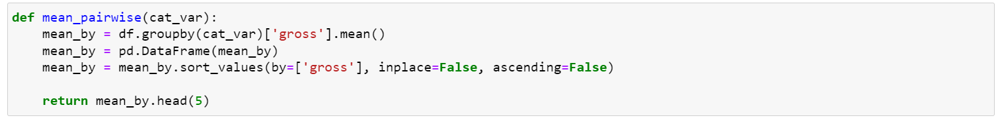 def mean_pairwise(cat_var):
    mean_by = df.groupby(cat_var)['gross'].mean()
    mean_by = pd.DataFrame(mean_by)
    mean_by = mean_by.sort_values(by=['gross'], inplace=False, ascending=False)
    return mean_by.head(5)